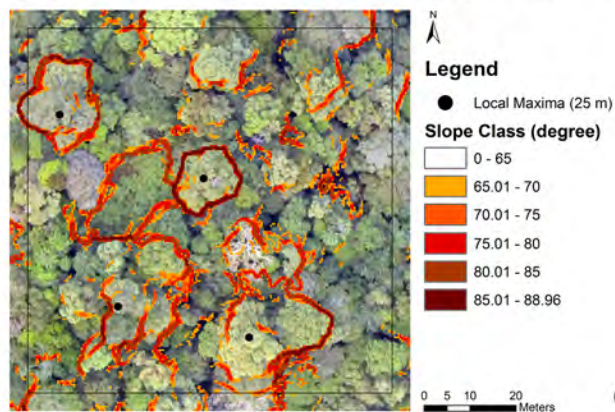 N
Legend
Local Maxima (25 m)
Slope Class (degree)
0 - 65
65.01 - 70
70.01 - 75
75.01 - 80
80.01 - 85
85.01 - 88.96
0 5 10 20
Meters